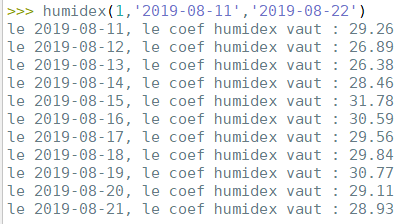 >>> humidex(1,'2019-08-11','2019-08-22')
le 2019-08-11, le coef humidex vaut : 29.26
le 2019-08-12, le coef humidex vaut : 26.89
le 2019-08-13, le coef humidex vaut : 26.38
le 2019-08-14, le coef humidex vaut : 28.46
le 2019-08-15, le coef humidex vaut : 31.78
le 2019-08-16, le coef humidex vaut : 30.59
le 2019-08-17, le coef humidex vaut : 29.56
le 2019-08-18, le coef humidex vaut : 29.84
le 2019-08-19, le coef humidex vaut : 30.77
le 2019-08-20, le coef humidex vaut : 29.11
le 2019-08-21, le coef humidex vaut : 28.93